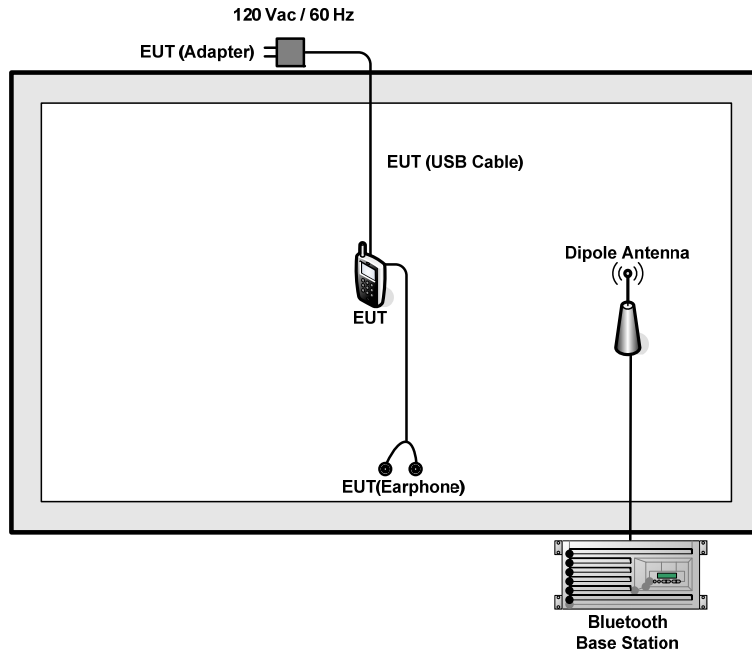 120 Vac / 60 Hz
EUT (Adapter)
EUT (USB Cable)
Dipole Antenna
EUT
EUT(Earphone)
Bluetooth
Base Station